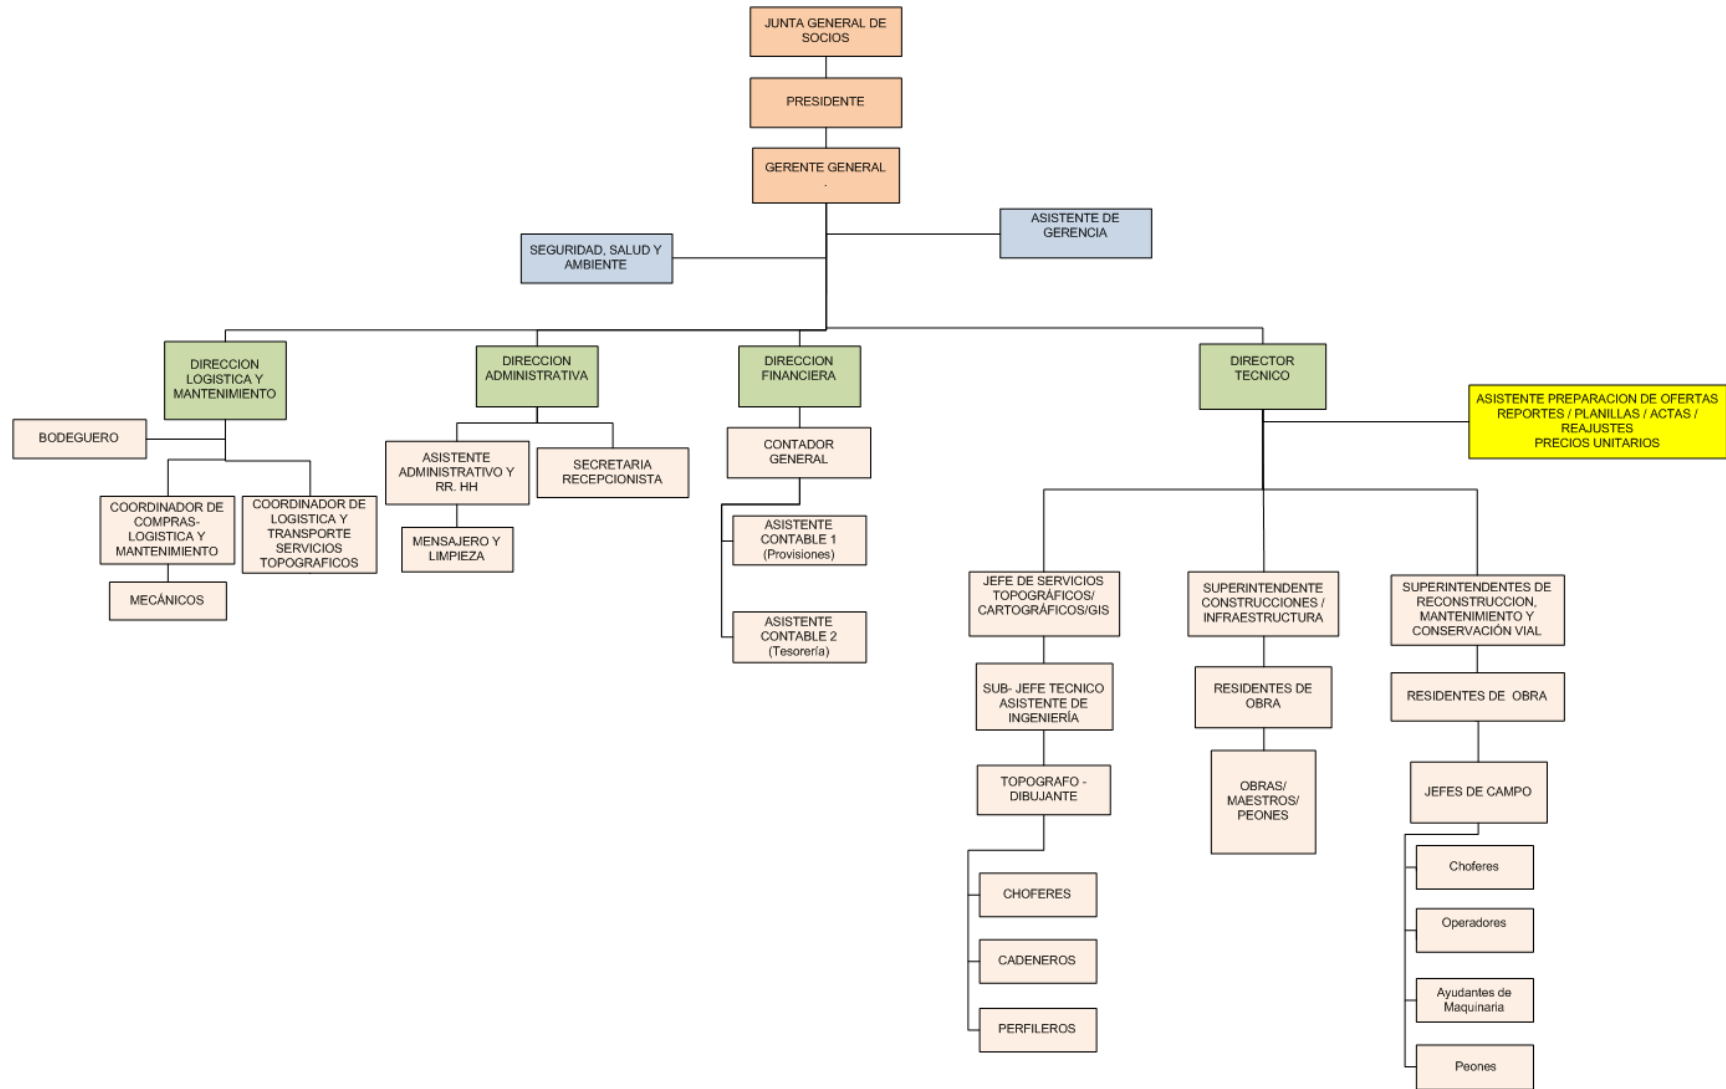 JUNTA GENERAL DE
SOCIOS
PRESIDENTE
GERENTE GENERAL
.
ASISTENTE DE
GERENCIA
SEGURIDAD, SALUD Y
AMBIENTE
DIRECCION
LOGISTICA Y
MANTENIMIENTO
DIRECCION
ADMINISTRATIVA
DIRECCION
FINANCIERA
DIRECTOR
TECNICO
ASISTENTE PREPARACION DE OFERTAS
REPORTES / PLANILLAS / ACTAS /
REAJUSTES
PRECIOS UNITARIOS
BODEGUERO
COORDINADOR DE
COMPRAS-
LOGISTICA Y
MANTENIMIENTO
COORDINADOR DE
LOGISTICA Y
TRANSPORTE
SERVICIOS
TOPOGRAFICOS
MECÁNICOS
ASISTENTE
ADMINISTRATIVO Y
RR. HH
SECRETARIA
RECEPCIONISTA
MENSAJERO Y
LIMPIEZA
CONTADOR
GENERAL
ASISTENTE
CONTABLE 1
(Provisiones)
ASISTENTE
CONTABLE 2
(Tesorería)
JEFE DE SERVICIOS
TOPOGRÁFICOS/
CARTOGRÁFICOS/GIS
SUB- JEFE TECNICO
ASISTENTE DE
INGENIERÍA
TOPOGRAFO -
DIBUJANTE
CHOFERES
CADENEROS
PERFILEROS
SUPERINTENDENTE
CONSTRUCCIONES /
INFRAESTRUCTURA
RESIDENTES DE
OBRA
OBRAS/
MAESTROS/
PEONES
SUPERINTENDENTES DE
RECONSTRUCCION,
MANTENIMIENTO Y
CONSERVACIÓN VIAL
RESIDENTES DE OBRA
JEFES DE CAMPO
Choferes
Operadores
Ayudantes de
Maquinaria
Peones